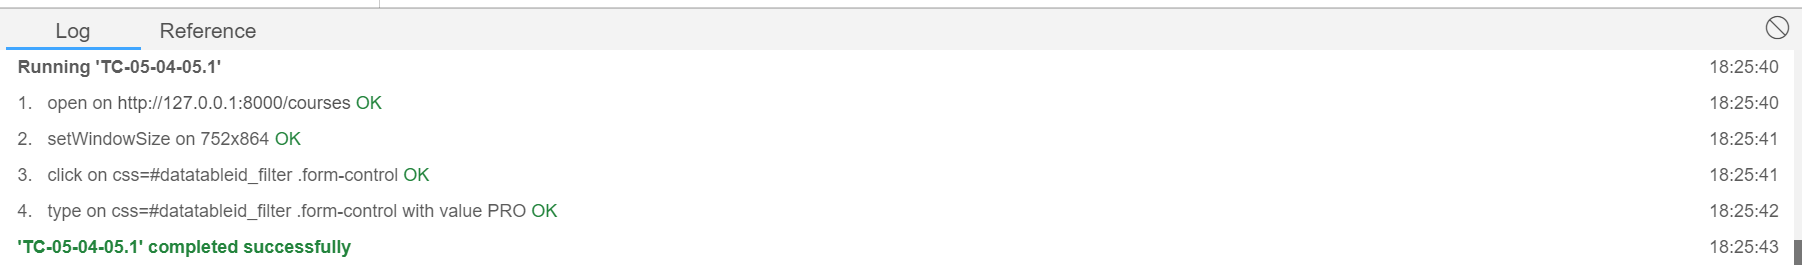 Log Reference
Running 'TC-05-04-05.1' 18:25:40
1. open on http://127.0.0.1:8000/courses OK 18:25:40
2. setWindowSize on 752x864 OK 18:25:41
3. click on css=#datatableid_filter .form-control OK 18:25:41
4. type on css=#datatableid_filter .form-control with value PRO OK 18:25:42
'TC-05-04-05.1' completed successfully 18:25:43